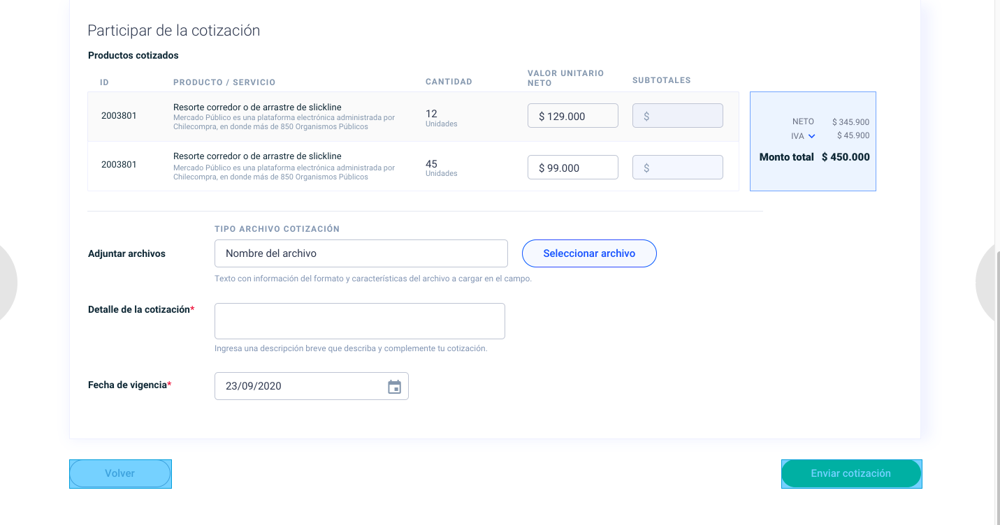 Participar de la cotización
Productos cotizados
ID
PRODUCTO / SERVICIO
CANTIDAD
VALOR UNITARIO
NETO
SUBTOTALES
2003801
Resorte corredor o de arrastre de slickline
Mercado Público es una plataforma electrónica administrada por
Chilecompra, en donde más de 850 Organismos Públicos
12
Unidades
$ 129.000
$
2003801
Resorte corredor o de arrastre de slickline
Mercado Público es una plataforma electrónica administrada por
Chilecompra, en donde más de 850 Organismos Públicos
45
Unidades
$ 99.000
$
NETO $ 345.900
IVA $ 45.900
Monto total $ 450.000
TIPO ARCHIVO COTIZACIÓN
Adjuntar archivos
Nombre del archivo
Seleccionar archivo
Texto con información del formato y características del archivo a cargar en el campo.
Detalle de la cotización*
Ingresa una descripción breve que describa y complemente tu cotización.
Fecha de vigencia*
23/09/2020
Volver
Enviar cotización